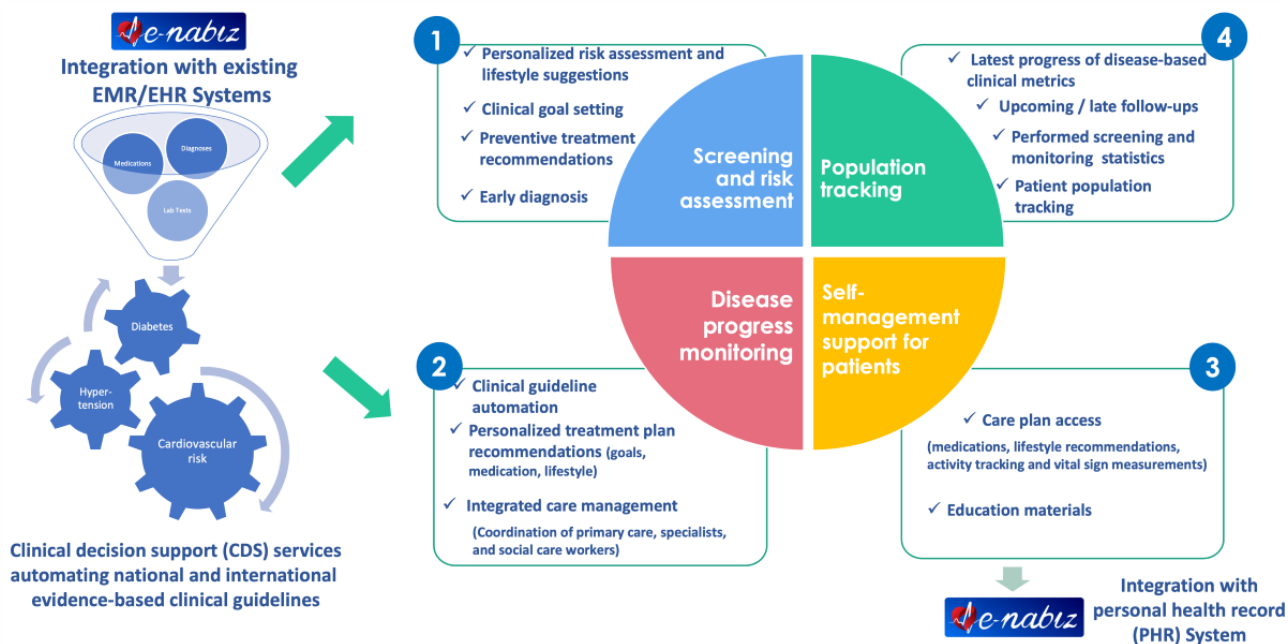 e-nabız
Integration with existing
EMR/EHR Systems
Medications
Diagnoses
Lab Tests
Diabetes
Hyper-
tension
Cardiovascular
risk
Clinical decision support (CDS) services
automating national and international
evidence-based clinical guidelines
1
✓ Personalized risk assessment and
lifestyle suggestions
✓ Clinical goal setting
✓ Preventive treatment
recommendations
✓ Early diagnosis
Screening
and risk
assessment
Population
tracking
4
✓ Latest progress of disease-based
clinical metrics
✓ Upcoming / late follow-ups
✓ Performed screening and
monitoring statistics
✓ Patient population
tracking
Disease
progress
monitoring
Self-
management
support for
patients
2
✓ Clinical guideline
automation
✓ Personalized treatment plan
recommendations (goals,
medication, lifestyle)
✓ Integrated care management
(Coordination of primary care, specialists,
and social care workers)
3
✓ Care plan access
(medications, lifestyle recommendations,
activity tracking and vital sign measurements)
✓ Education materials
e-nabız
Integration with
personal health record
(PHR) System